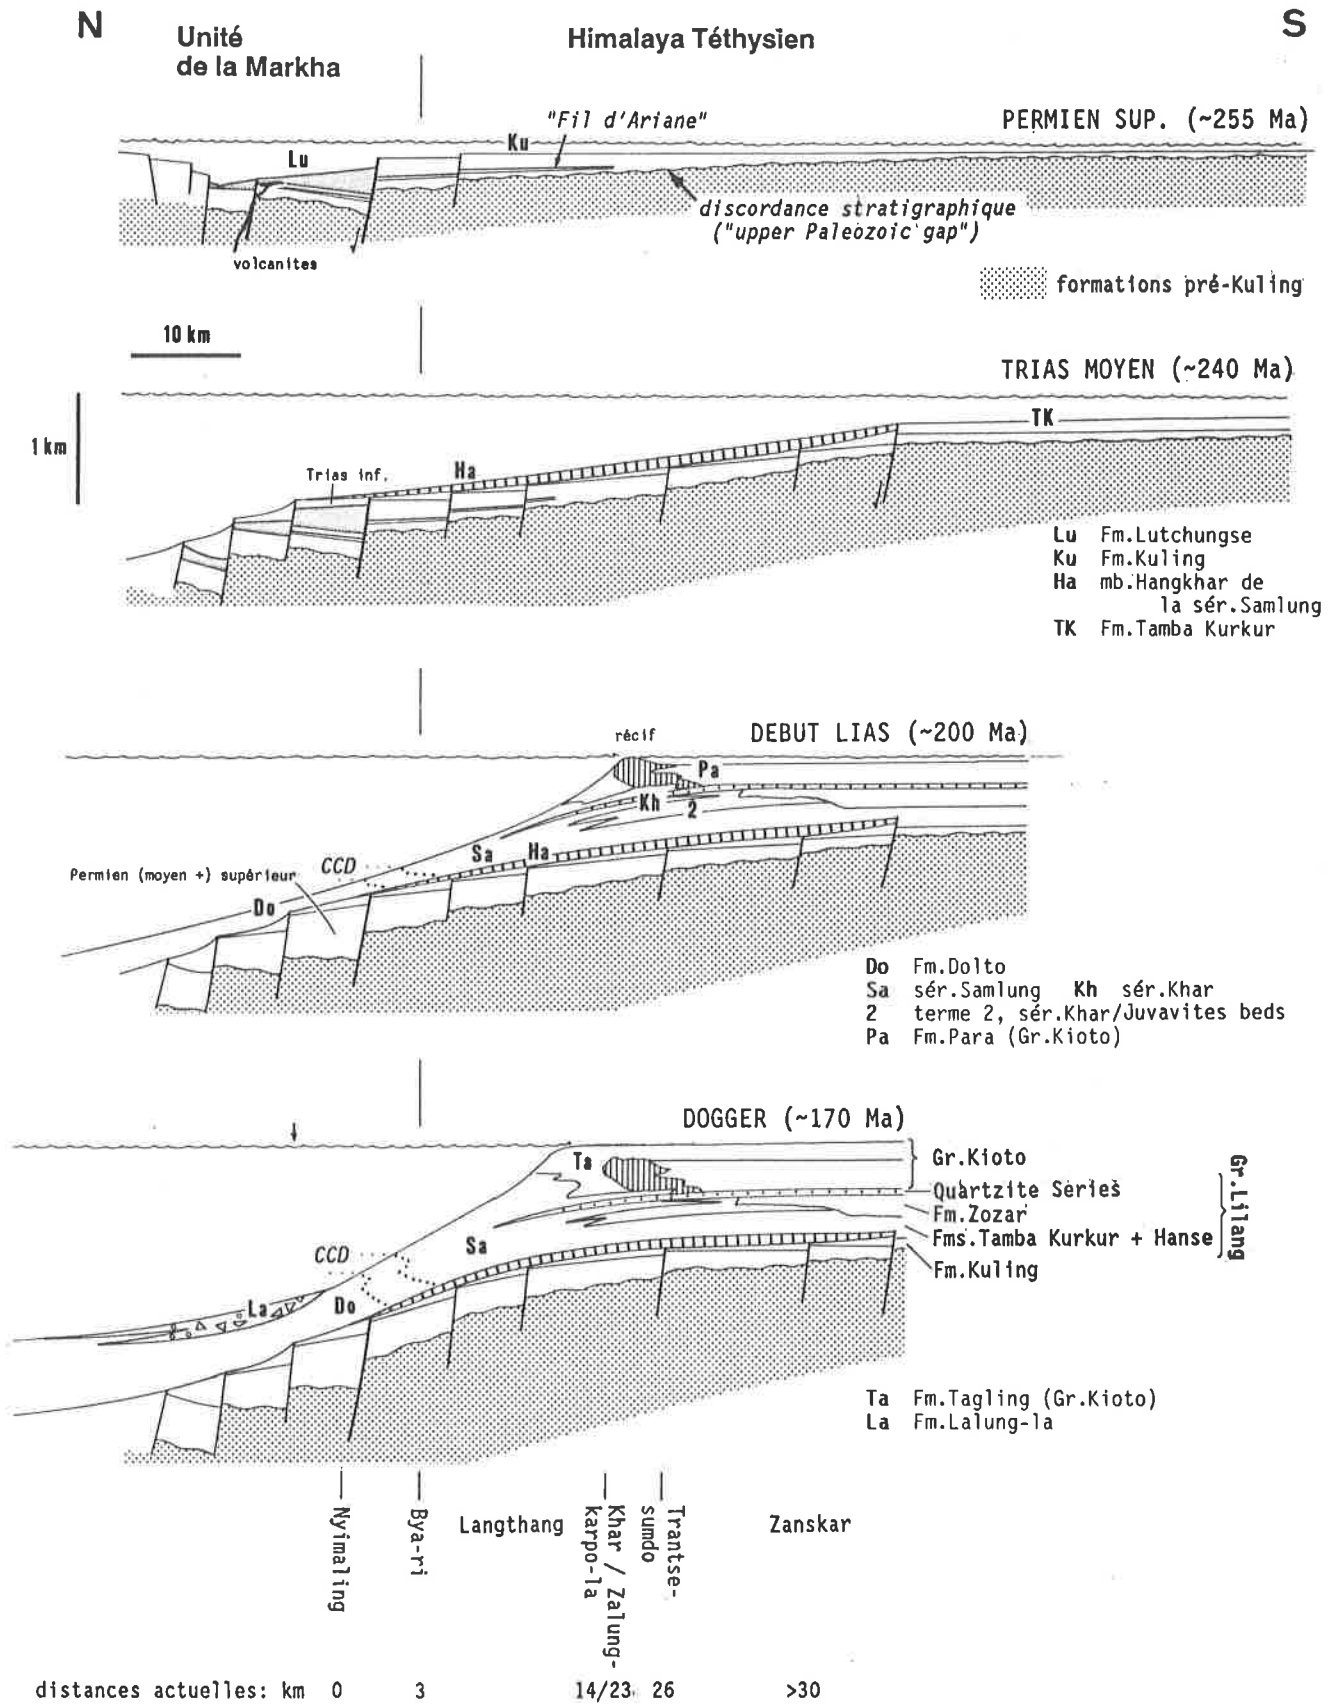 N
Unité
de la Markha
Himalaya Téthysien
S
PERMIEN SUP. (~255 Ma)
"Fil d'Ariane"
Ku
Lu
discordance stratigraphique
("upper Paleozoic gap")
volcanites
formations pré-Kuling
10 km
TRIAS MOYEN (~240 Ma)
1 km
TK
Ha
Trias inf.
Lu Fm.Lutchungse
Ku Fm.Kuling
Ha mb.Hangkhar de
la sér.Samlung
TK Fm.Tamba Kurkur
récif
DEBUT LIAS (~200 Ma)
Pa
Kh
2
Sa
Ha
CCD
Permien (moyen +) supérieur
Do
Do Fm.Dolto
Sa sér.Samlung Kh sér.Khar
2 terme 2, sér.Khar/Juvavites beds
Pa Fm.Para (Gr.Kioto)
DOGGER (~170 Ma)
Ta
Gr.Kioto
Quartzite Series
Fm.Zozar
Fms.Tamba Kurkur + Hanse
Fm.Kuling
Gr.Lilang
Sa
CCD
La
Do
Ta Fm.Tagling (Gr.Kioto)
La Fm.Lalung-la
Nyimaling
Bya-ri
Langthang
Khar / Zalung-
karpo-la
Trantse-
sumdo
Zanskar
distances actuelles: km 0 3 14/23 26 >30